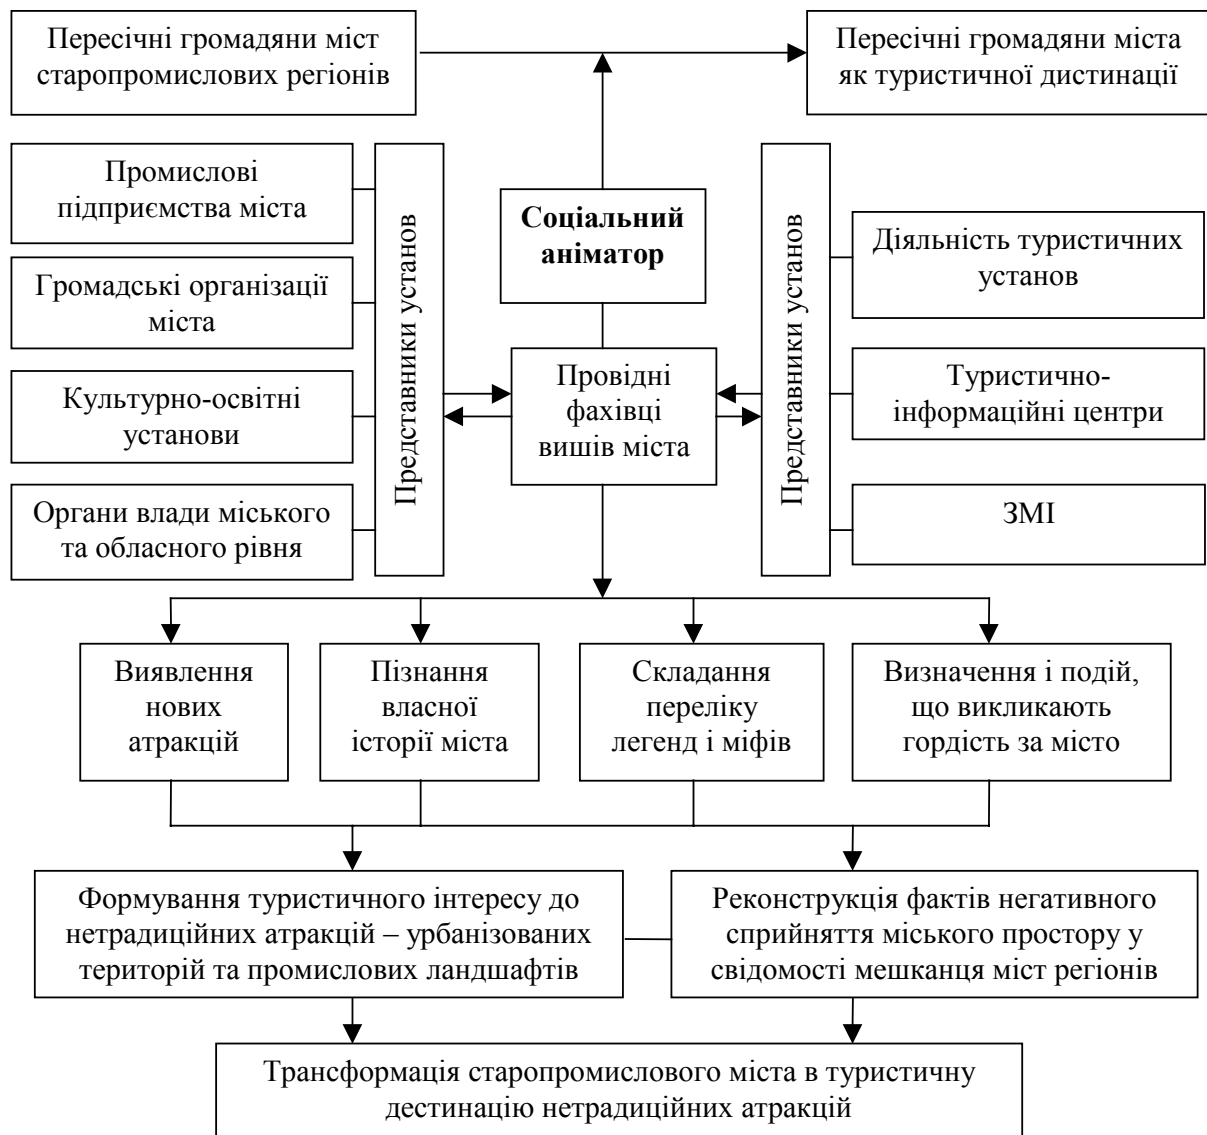 Пересічні громадяни міст
старопромислових регіонів
Пересічні громадяни міста
як туристичної дистинації
Промислові
підприємства міста
Громадські організації
міста
Культурно-освітні
установи
Органи влади міського
та обласного рівня
Представники установ
Соціальний
аніматор
Провідні
фахівці
вишів міста
Представники установ
Діяльність туристичних
установ
Туристично-
інформаційні центри
ЗМІ
Виявлення
нових
атракцій
Пізнання
власної
історії міста
Складання
переліку
легенд і міфів
Визначення і подій,
що викликають
гордість за місто
Формування туристичного інтересу до
нетрадиційних атракцій – урбанізованих
територій та промислових ландшафтів
Реконструкція фактів негативного
сприйняття міського простору у
свідомості мешканця міст регіонів
Трансформація старопромислового міста в туристичну
дестинацію нетрадиційних атракцій